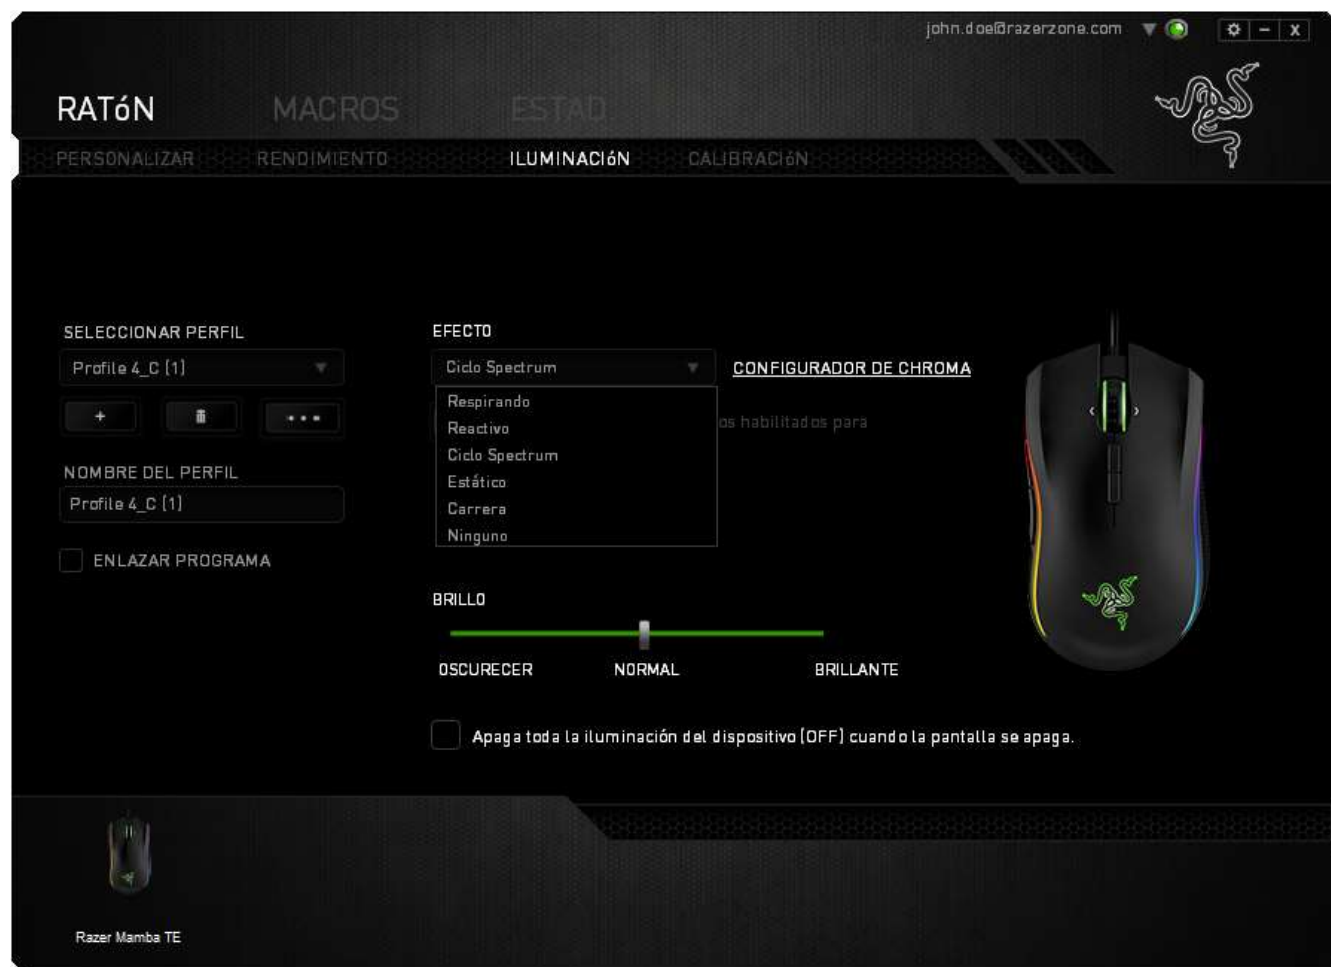 john.doe@razerzone.com
RATóN MACROS ESTAD
PERSONALIZAR RENDIMIENTO ILUMINACIóN CALIBRACIóN
SELECCIONAR PERFIL
Profile 4_C (1)
NOMBRE DEL PERFIL
Profile 4_C (1)
ENLAZAR PROGRAMA
EFECTO
Ciclo Spectrum
CONFIGURADOR DE CHROMA
Respirando
Reactivo
Ciclo Spectrum
Estático
Carrera
Ninguno
os habilitados para
BRILLO
OSCURECER NORMAL BRILLANTE
Apaga toda la iluminación del dispositivo (OFF) cuando la pantalla se apaga.
Razer Mamba TE